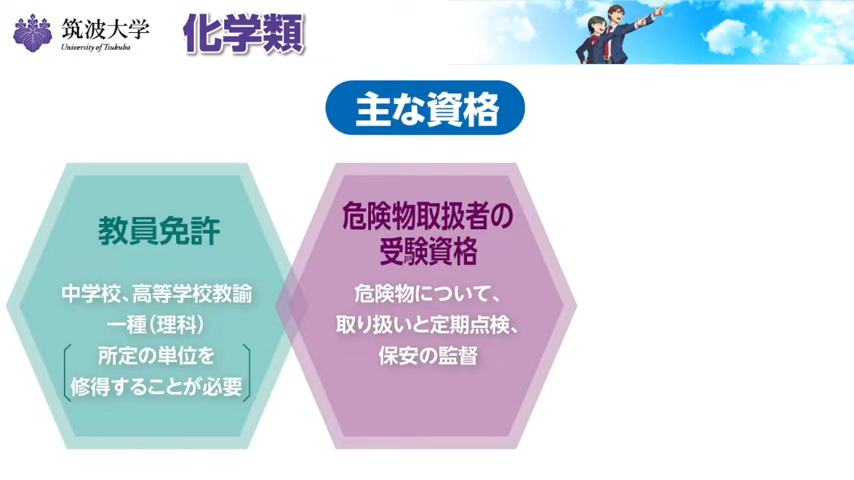 筑波大学
University of Tsukuba
化学類
主な資格
教員免許
中学校、高等学校教諭
一種(理科)
所定の単位を
修得することが必要
危険物取扱者の
受験資格
危険物について、
取り扱いと定期点検、
保安の監督